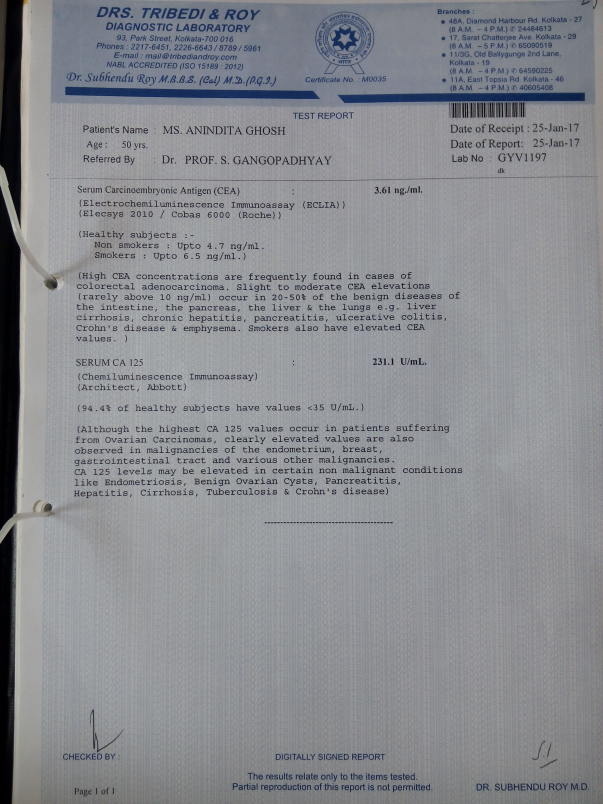 DRS. TRIBEDI & ROY
DIAGNOSTIC LABORATORY
93, Park Street, Kolkata-700 016
Phones : 2217-6451, 2226-6643 / 8789 / 5961
E-mail : mail@tribediandroy.com
NABL ACCREDITED (ISO 15189 : 2012)
Dr. Subhendu Roy M.B.B.S. (Cal) M.D. (P.G.I.)
Certificate No. : M0035
Branches :
48A, Diamond Harbour Rd. Kolkata - 27
(8 A.M. – 4 P.M.) ✆ 24484613
17, Sarat Chatterjee Ave. Kolkata - 29
(8 A.M. – 5 P.M.) ✆ 65090519
11/3G, Old Ballygunge 2nd Lane,
Kolkata - 19
(8 A.M. – 4 P.M.) ✆ 64590225
11A, East Topsia Rd. Kolkata - 46
(8 A.M. – 4 P.M.) ✆ 40605408
TEST REPORT
Patient's Name : MS. ANINDITA GHOSH
Age : 50 yrs.
Referred By : Dr. PROF. S. GANGOPADHYAY
Date of Receipt : 25-Jan-17
Date of Report: 25-Jan-17
Lab No : GYV1197
dk
Serum Carcinoembryonic Antigen (CEA) : 3.61 ng./ml.
(Electrochemiluminescence Immunoassay (ECLIA))
(Elecsys 2010 / Cobas 6000 (Roche))
(Healthy subjects :-
Non smokers : Upto 4.7 ng/ml.
Smokers : Upto 6.5 ng/ml.)
(High CEA concentrations are frequently found in cases of
colorectal adenocarcinoma. Slight to moderate CEA elevations
(rarely above 10 ng/ml) occur in 20-50% of the benign diseases of
the intestine, the pancreas, the liver & the lungs e.g. liver
cirrhosis, chronic hepatitis, pancreatitis, ulcerative colitis,
Crohn's disease & emphysema. Smokers also have elevated CEA
values. )
SERUM CA 125 : 231.1 U/mL.
(Chemiluminescence Immunoassay)
(Architect, Abbott)
(94.4% of healthy subjects have values <35 U/mL.)
(Although the highest CA 125 values occur in patients suffering
from Ovarian Carcinomas, clearly elevated values are also
observed in malignancies of the endometrium, breast,
gastrointestinal tract and various other malignancies.
CA 125 levels may be elevated in certain non malignant conditions
like Endometriosis, Benign Ovarian Cysts, Pancreatitis,
Hepatitis, Cirrhosis, Tuberculosis & Crohn's disease)
CHECKED BY :
DIGITALLY SIGNED REPORT
The results relate only to the items tested.
Partial reproduction of this report is not permitted.
DR. SUBHENDU ROY M.D.
Page 1 of 1